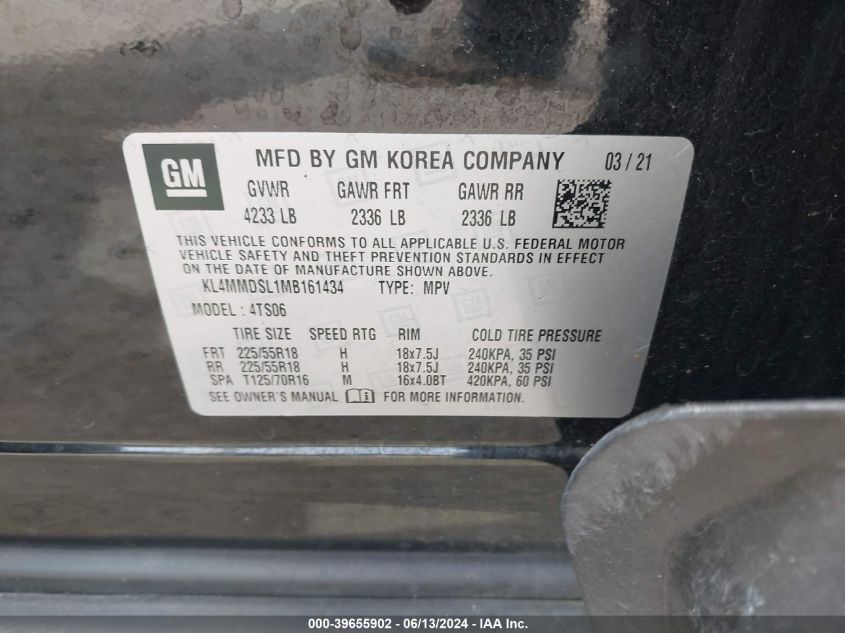 GM MFD BY GM KOREA COMPANY 03 / 21
GVWR GAWR FRT GAWR RR
4233 LB 2336 LB 2336 LB
THIS VEHICLE CONFORMS TO ALL APPLICABLE U.S. FEDERAL MOTOR
VEHICLE SAFETY AND THEFT PREVENTION STANDARDS IN EFFECT
ON THE DATE OF MANUFACTURE SHOWN ABOVE.
KL4MMDSL1MB161434 TYPE: MPV
MODEL : 4TS06
TIRE SIZE SPEED RTG RIM COLD TIRE PRESSURE
FRT 225/55R18 H 18x7.5J 240KPA, 35 PSI
RR 225/55R18 H 18x7.5J 240KPA, 35 PSI
SPA T125/70R16 M 16x4.0BT 420KPA, 60 PSI
SEE OWNER'S MANUAL FOR MORE INFORMATION.
000-39655902 - 06/13/2024 - IAA Inc.